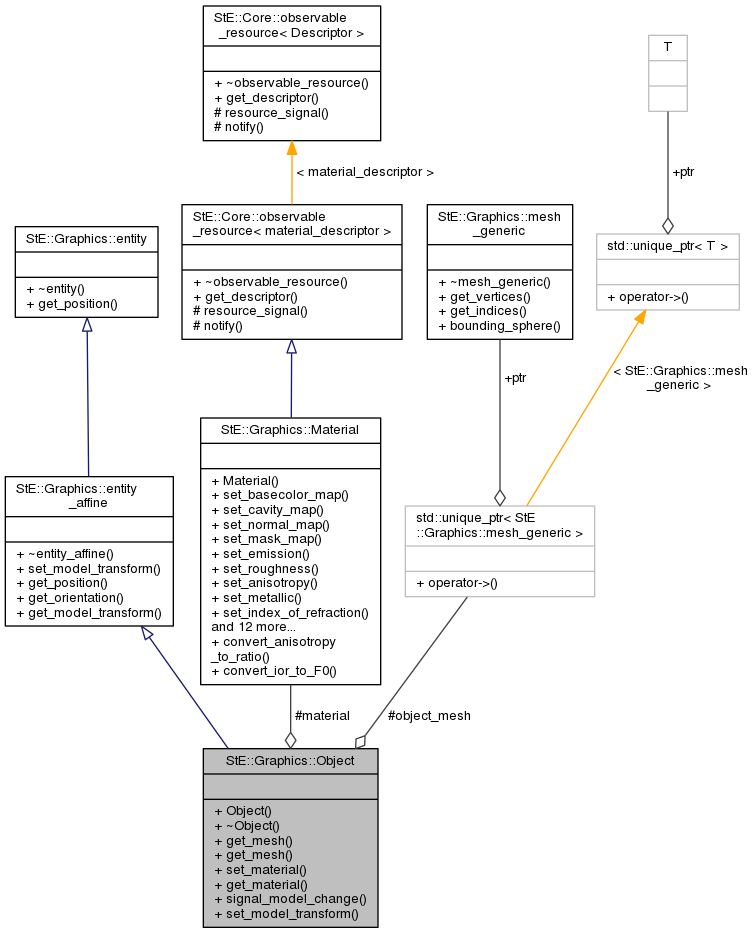 StE::Core::observable
_resource< Descriptor >
+ ~observable_resource()
+ get_descriptor()
# resource_signal()
# notify()
T
+ptr
< material_descriptor >
StE::Graphics::entity
+ ~entity()
+ get_position()
StE::Core::observable
_resource< material_descriptor >
+ ~observable_resource()
+ get_descriptor()
# resource_signal()
# notify()
StE::Graphics::mesh
_generic
+ ~mesh_generic()
+ get_vertices()
+ get_indices()
+ bounding_sphere()
std::unique_ptr< T >
+ operator->()
+ptr
< StE::Graphics::mesh
_generic >
StE::Graphics::entity
_affine
+ ~entity_affine()
+ set_model_transform()
+ get_position()
+ get_orientation()
+ get_model_transform()
StE::Graphics::Material
+ Material()
+ set_basecolor_map()
+ set_cavity_map()
+ set_normal_map()
+ set_mask_map()
+ set_emission()
+ set_roughness()
+ set_anisotropy()
+ set_metallic()
+ set_index_of_refraction()
and 12 more...
+ convert_anisotropy
_to_ratio()
+ convert_ior_to_F0()
std::unique_ptr< StE
::Graphics::mesh_generic >
+ operator->()
#material
#object_mesh
StE::Graphics::Object
+ Object()
+ ~Object()
+ get_mesh()
+ get_mesh()
+ set_material()
+ get_material()
+ signal_model_change()
+ set_model_transform()